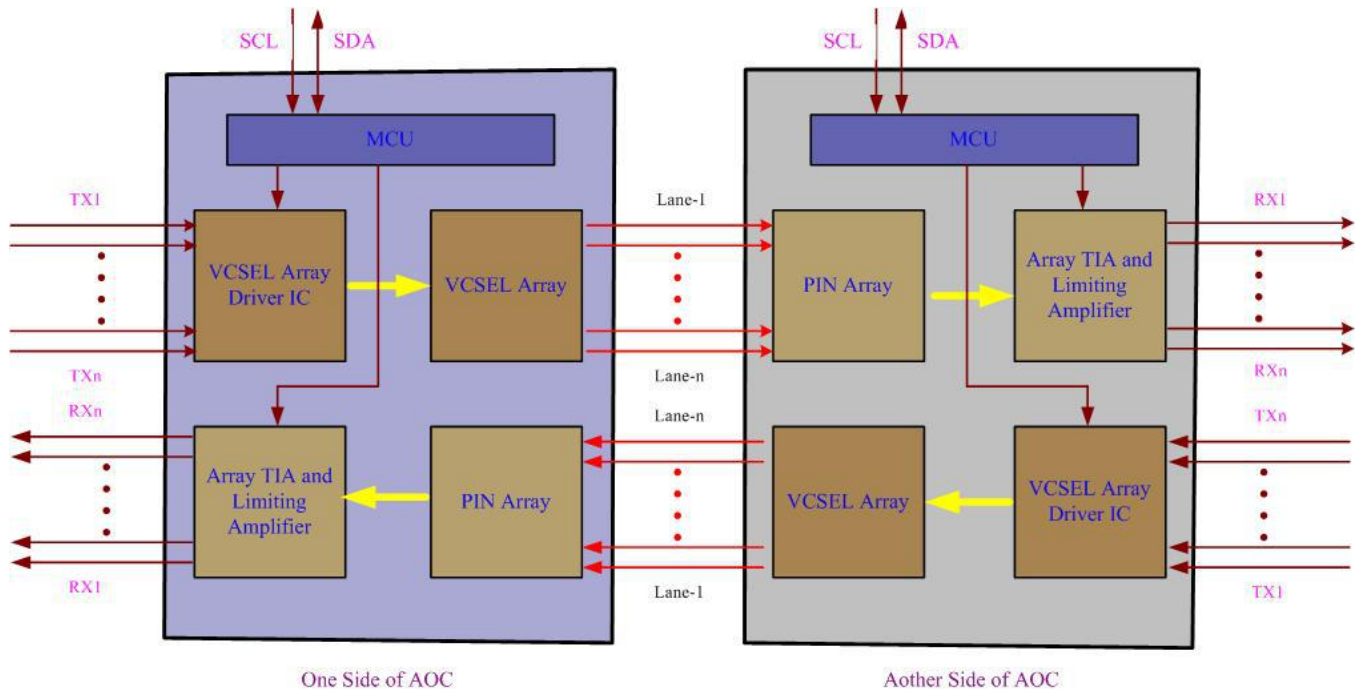 SCL SDA SCL SDA
MCU MCU
TX1 Lane-1 RX1
VCSEL Array
Driver IC
VCSEL Array
PIN Array
Array TIA and
Limiting
Amplifier
TXn Lane-n RXn
RXn Lane-n TXn
Array TIA and
Limiting
Amplifier
PIN Array
VCSEL Array
VCSEL Array
Driver IC
RX1 Lane-1 TX1
One Side of AOC Aother Side of AOC